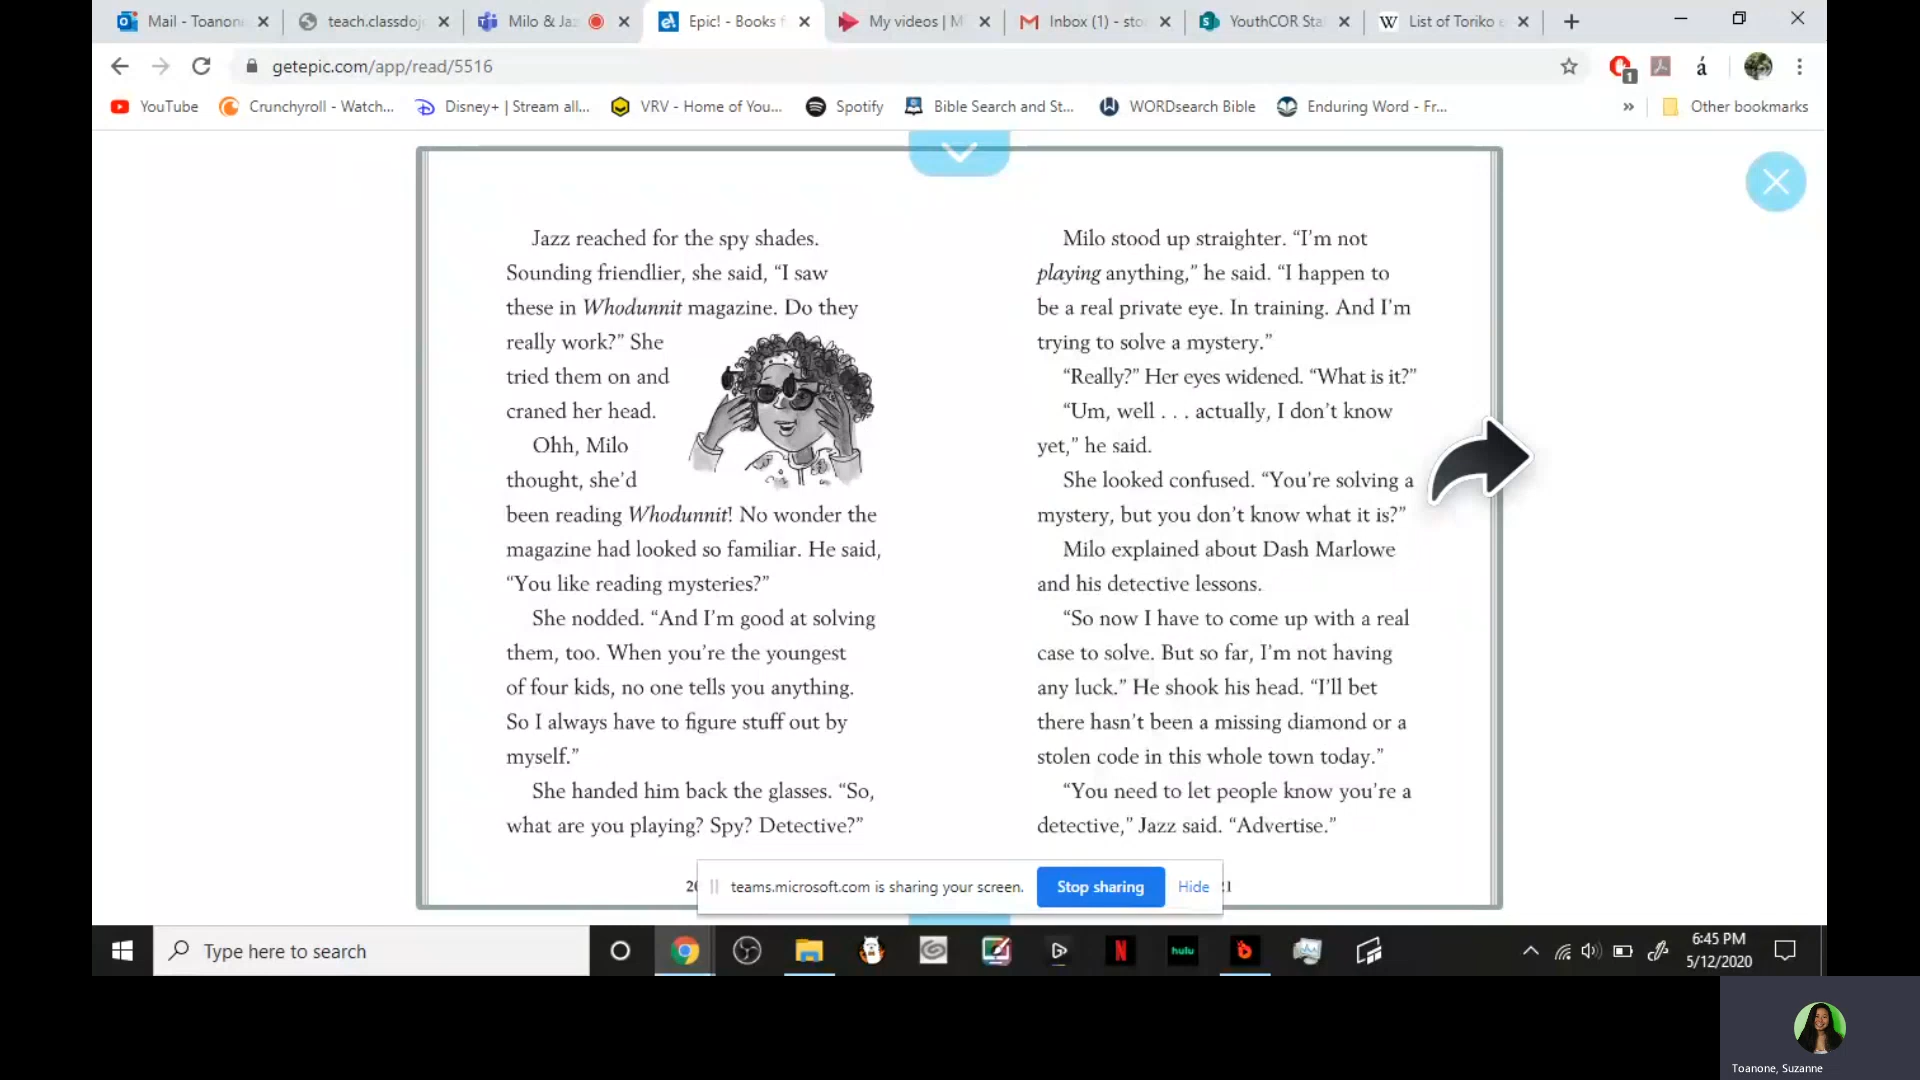 Mail - Toanone
teach.classdojo
Milo & Jaz
Epic! - Books f
My videos | M
Inbox (1) - sto
YouthCOR Sta
List of Toriko e
getepic.com/app/read/5516
1
á
YouTube
Crunchyroll - Watch...
Disney+ | Stream all...
VRV - Home of You...
Spotify
Bible Search and St...
WORDsearch Bible
Enduring Word - Fr...
»
Other bookmarks
Jazz reached for the spy shades.
Sounding friendlier, she said, “I saw
these in Whodunnit magazine. Do they
really work?” She
tried them on and
craned her head.
Ohh, Milo
thought, she’d
been reading Whodunnit! No wonder the
magazine had looked so familiar. He said,
“You like reading mysteries?”
She nodded. “And I’m good at solving
them, too. When you’re the youngest
of four kids, no one tells you anything.
So I always have to figure stuff out by
myself.”
She handed him back the glasses. “So,
what are you playing? Spy? Detective?”
Milo stood up straighter. “I’m not
playing anything,” he said. “I happen to
be a real private eye. In training. And I’m
trying to solve a mystery.”
“Really?” Her eyes widened. “What is it?”
“Um, well . . . actually, I don’t know
yet,” he said.
She looked confused. “You’re solving a
mystery, but you don’t know what it is?”
Milo explained about Dash Marlowe
and his detective lessons.
“So now I have to come up with a real
case to solve. But so far, I’m not having
any luck.” He shook his head. “I’ll bet
there hasn’t been a missing diamond or a
stolen code in this whole town today.”
“You need to let people know you’re a
detective,” Jazz said. “Advertise.”
teams.microsoft.com is sharing your screen.
Stop sharing
Hide
Type here to search
N
hulu
6:45 PM
5/12/2020
Toanone, Suzanne